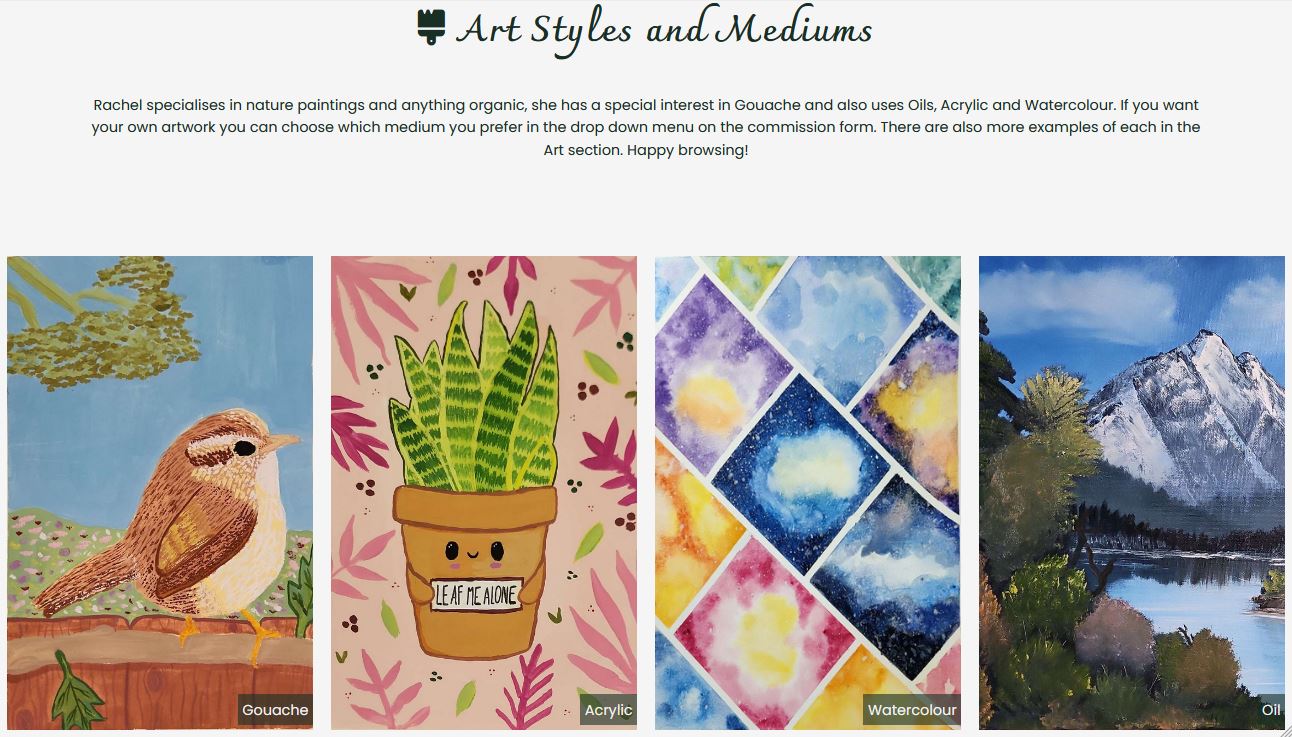 Art Styles and Mediums
Rachel specialises in nature paintings and anything organic, she has a special interest in Gouache and also uses Oils, Acrylic and Watercolour. If you want
your own artwork you can choose which medium you prefer in the drop down menu on the commission form. There are also more examples of each in the
Art section. Happy browsing!
LEAF ME ALONE
Gouache
Acrylic
Watercolour
Oil